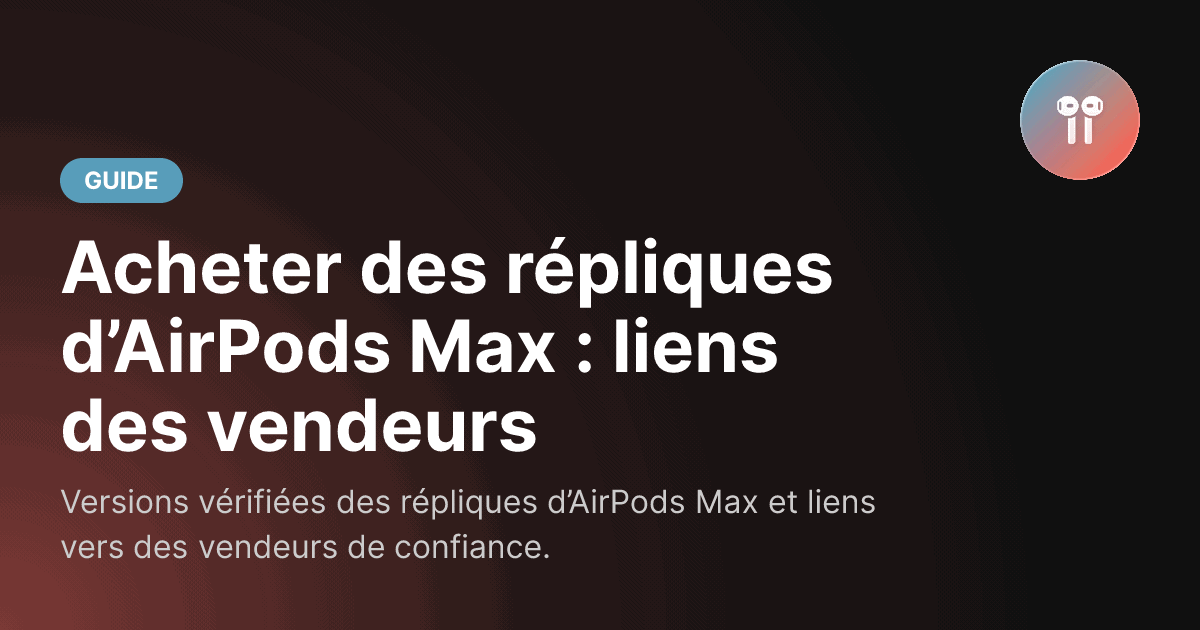 GUIDE
Acheter des répliques
d’AirPods Max : liens
des vendeurs
Versions vérifiées des répliques d’AirPods Max et liens
vers des vendeurs de confiance.